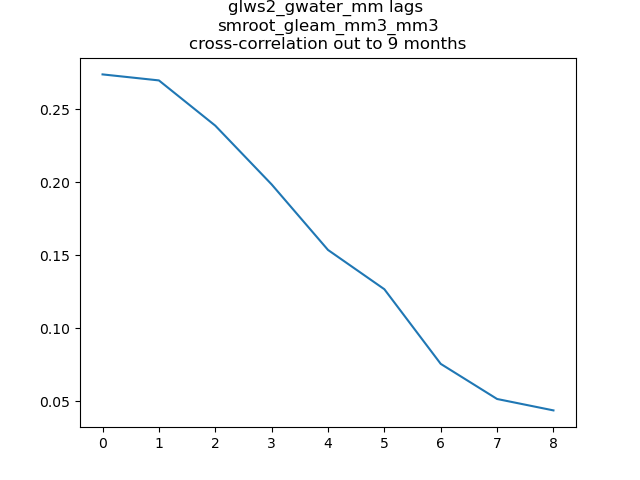 glws2_gwater_mm lags
smroot_gleam_mm3_mm3
cross-correlation out to 9 months
0.25
0.20
0.15
0.10
0.05
0 1 2 3 4 5 6 7 8